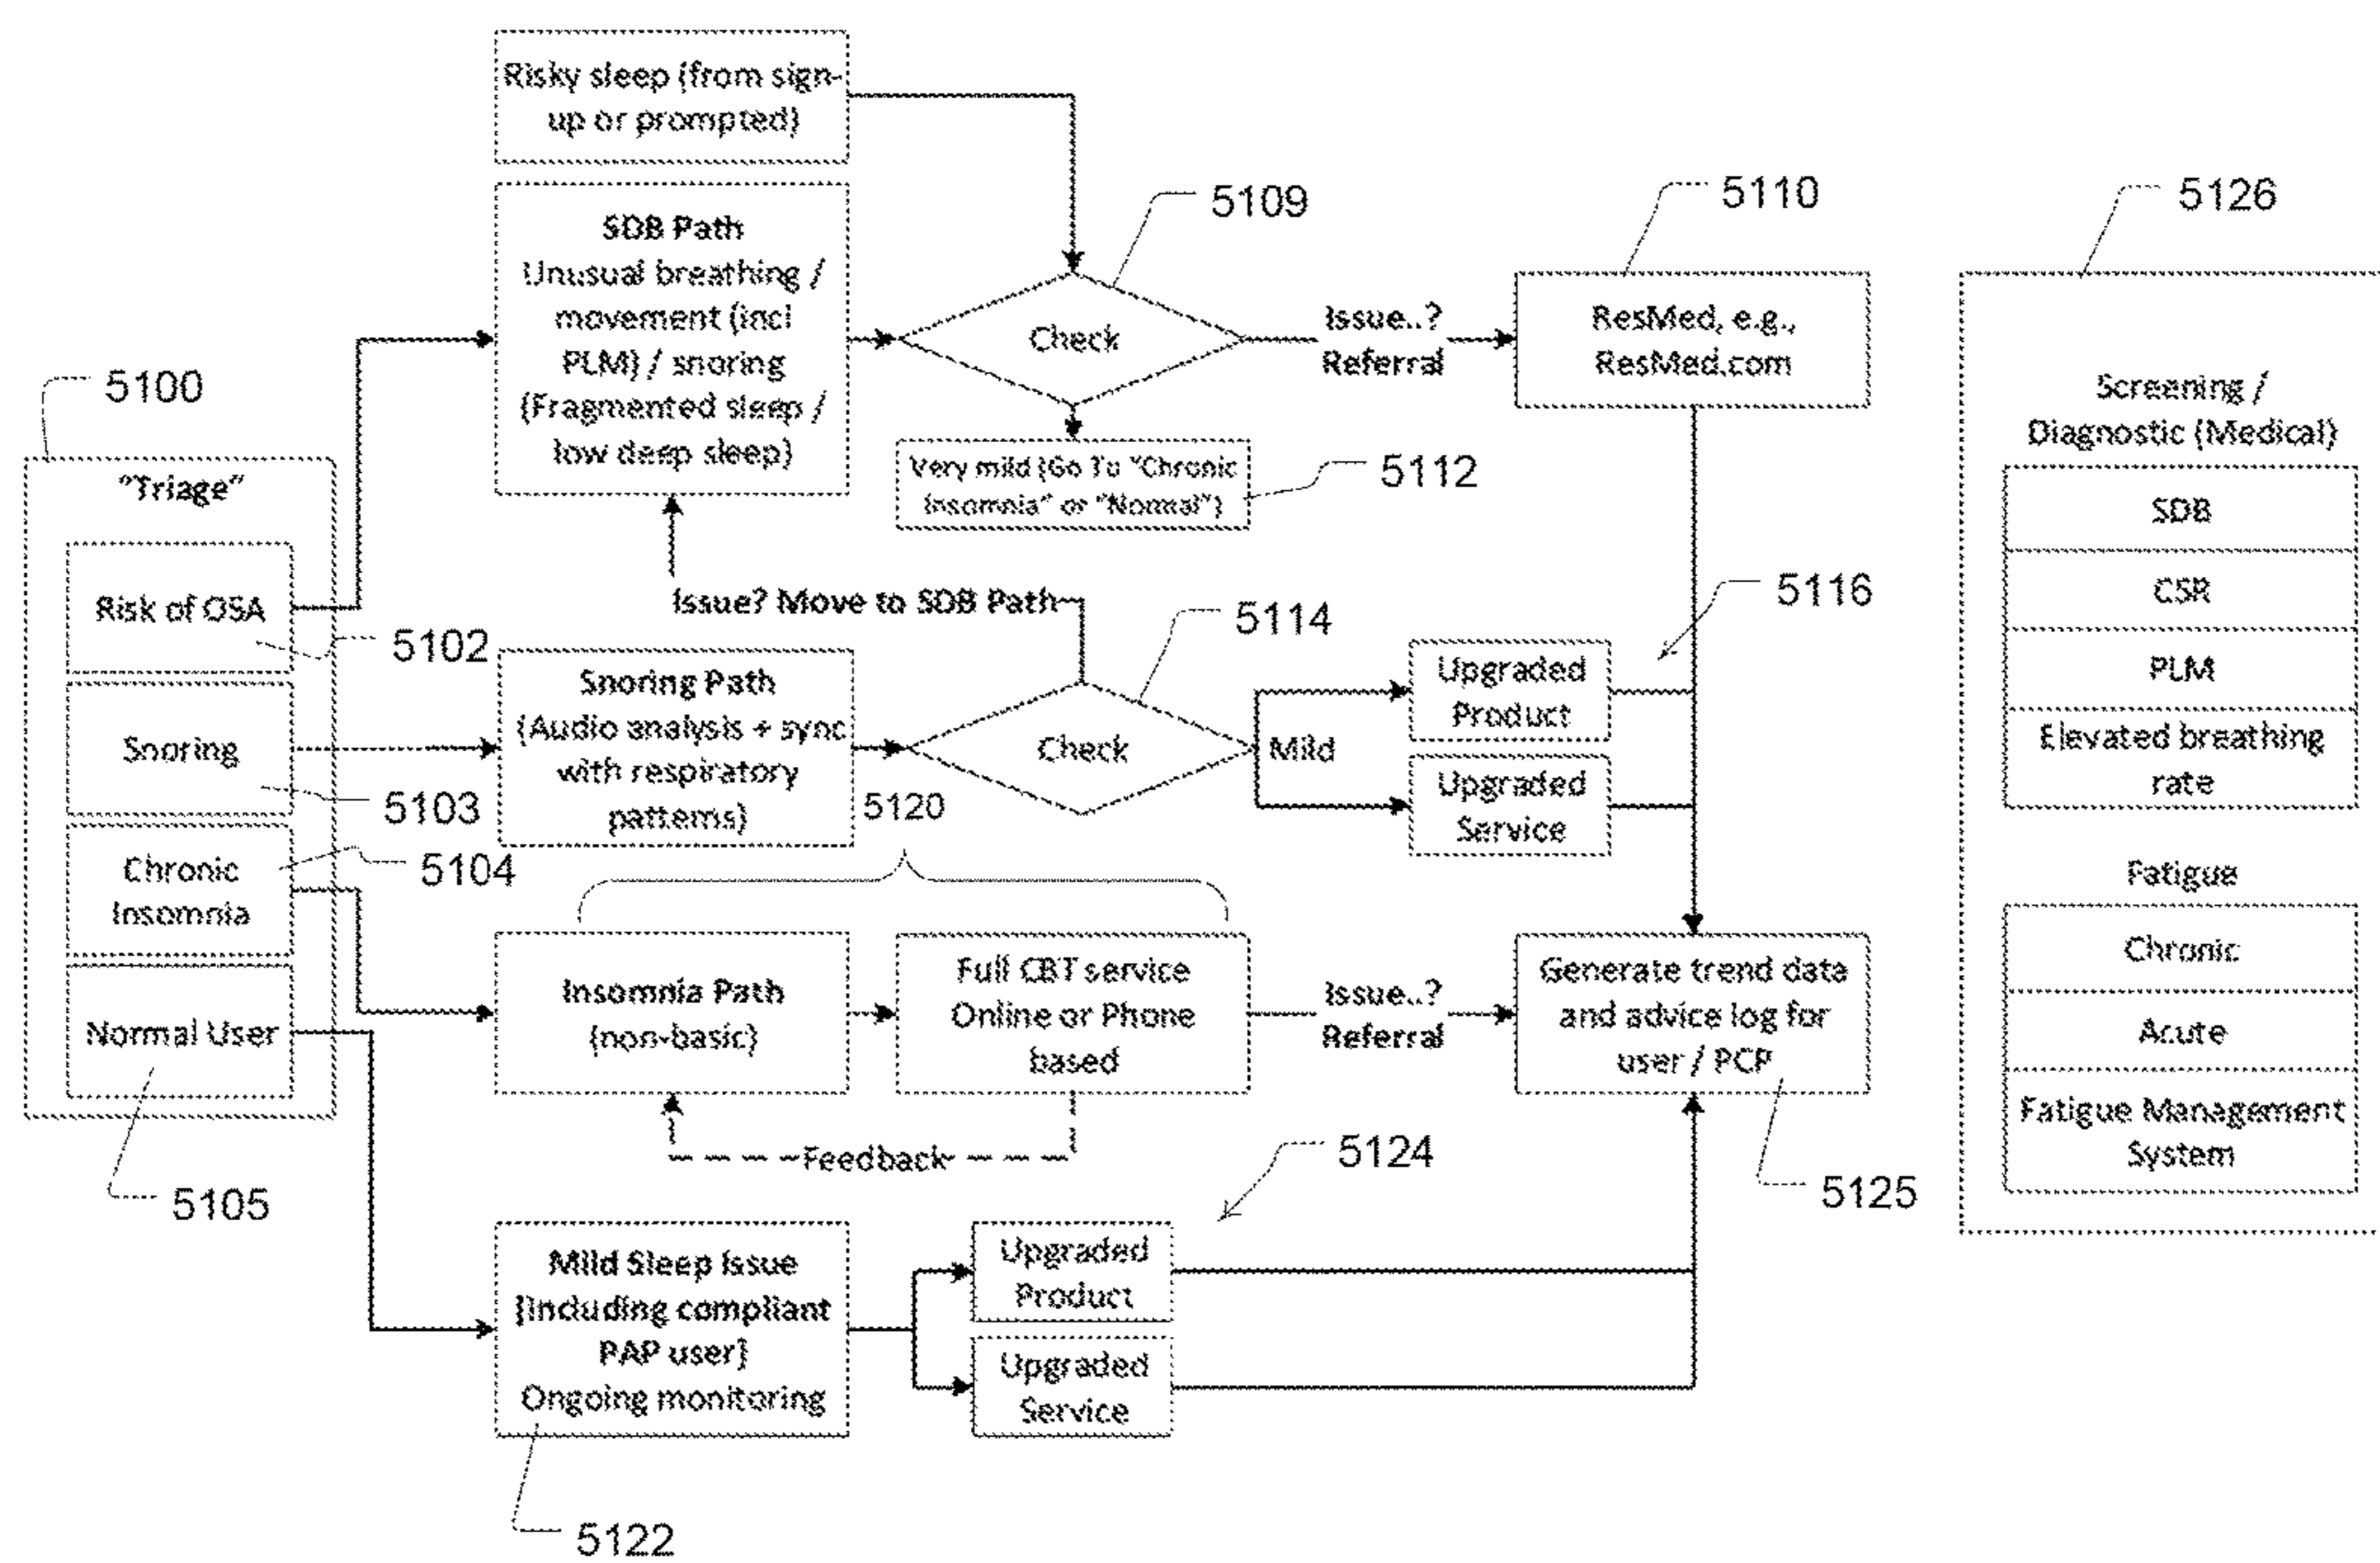 Risky sleep (from sign-
up or prompted)
5109
5110
5126
SDB Path
Unusual breathing /
movement (incl
PLM) / snoring
(Fragmented sleep /
low deep sleep)
Check
Issue..?
Referral
ResMed, e.g.,
ResMed.com
Very mild (Go To "Chronic
Insomnia" or "Normal")
5112
5100
"Triage"
Risk of OSA
5102
Snoring
5103
Chronic
Insomnia
5104
Normal User
5105
Issue? Move to SDB Path
5114
5116
Snoring Path
(Audio analysis + sync
with respiratory
patterns)
Check
Mild
Upgraded
Product
Upgraded
Service
5120
Insomnia Path
(non-basic)
Full CBT service
Online or Phone
based
Issue..?
Referral
Generate trend data
and advice log for
user / PCP
5125
Feedback
5124
Mild Sleep Issue
[Including compliant
PAP user]
Ongoing monitoring
5122
Upgraded
Product
Upgraded
Service
Screening /
Diagnostic (Medical)
SDB
CSR
PLM
Elevated breathing
rate
Fatigue
Chronic
Acute
Fatigue Management
System